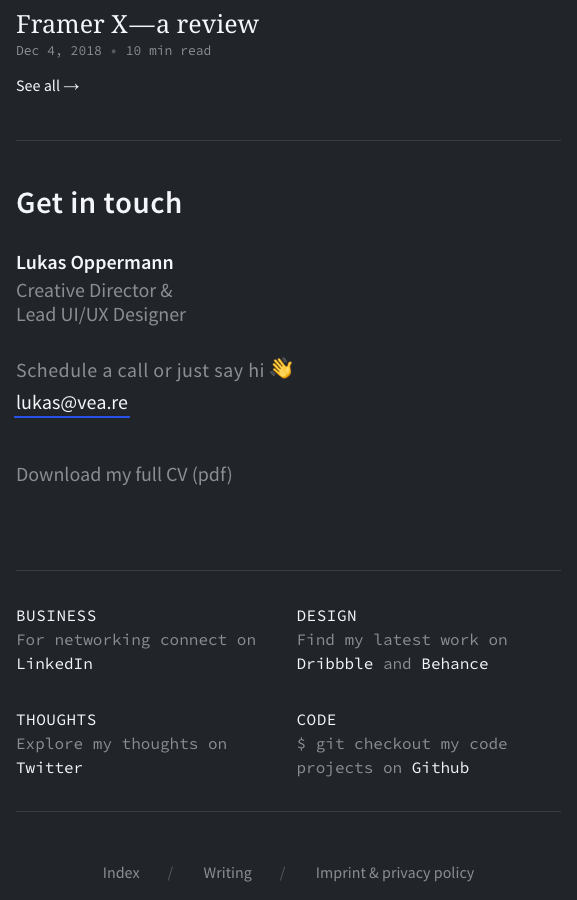 Framer X—a review
Dec 4, 2018 • 10 min read
See all →
Get in touch
Lukas Oppermann
Creative Director &
Lead UI/UX Designer
Schedule a call or just say hi 👋
lukas@vea.re
Download my full CV (pdf)
BUSINESS
For networking connect on
LinkedIn
DESIGN
Find my latest work on
Dribbble and Behance
THOUGHTS
Explore my thoughts on
Twitter
CODE
$ git checkout my code
projects on Github
Index / Writing / Imprint & privacy policy